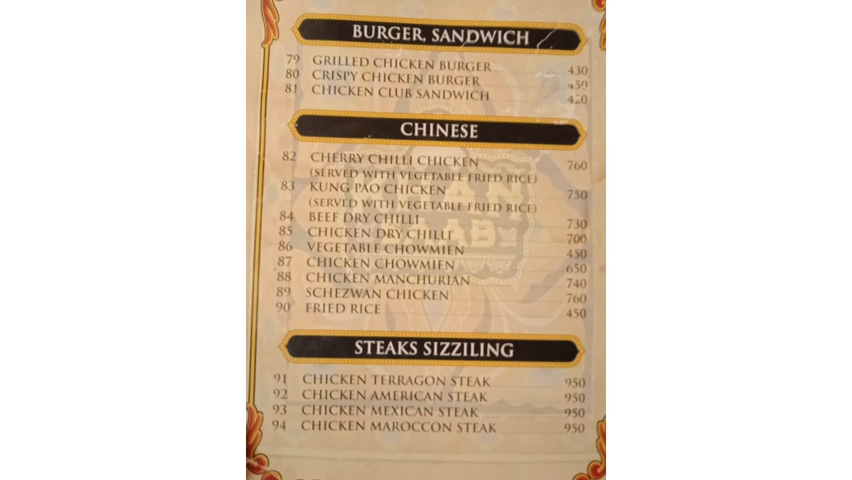 BURGER, SANDWICH
79 GRILLED CHICKEN BURGER 430
80 CRISPY CHICKEN BURGER 450
81 CHICKEN CLUB SANDWICH 420
CHINESE
82 CHERRY CHILLI CHICKEN 760
(SERVED WITH VEGETABLE FRIED RICE)
83 KUNG PAO CHICKEN 750
(SERVED WITH VEGETABLE FRIED RICE)
84 BEEF DRY CHILLI 730
85 CHICKEN DRY CHILLI 700
86 VEGETABLE CHOWMIEN 450
87 CHICKEN CHOWMIEN 650
88 CHICKEN MANCHURIAN 740
89 SCHEZWAN CHICKEN 760
90 FRIED RICE 450
STEAKS SIZZILING
91 CHICKEN TERRAGON STEAK 950
92 CHICKEN AMERICAN STEAK 950
93 CHICKEN MEXICAN STEAK 950
94 CHICKEN MAROCCON STEAK 950